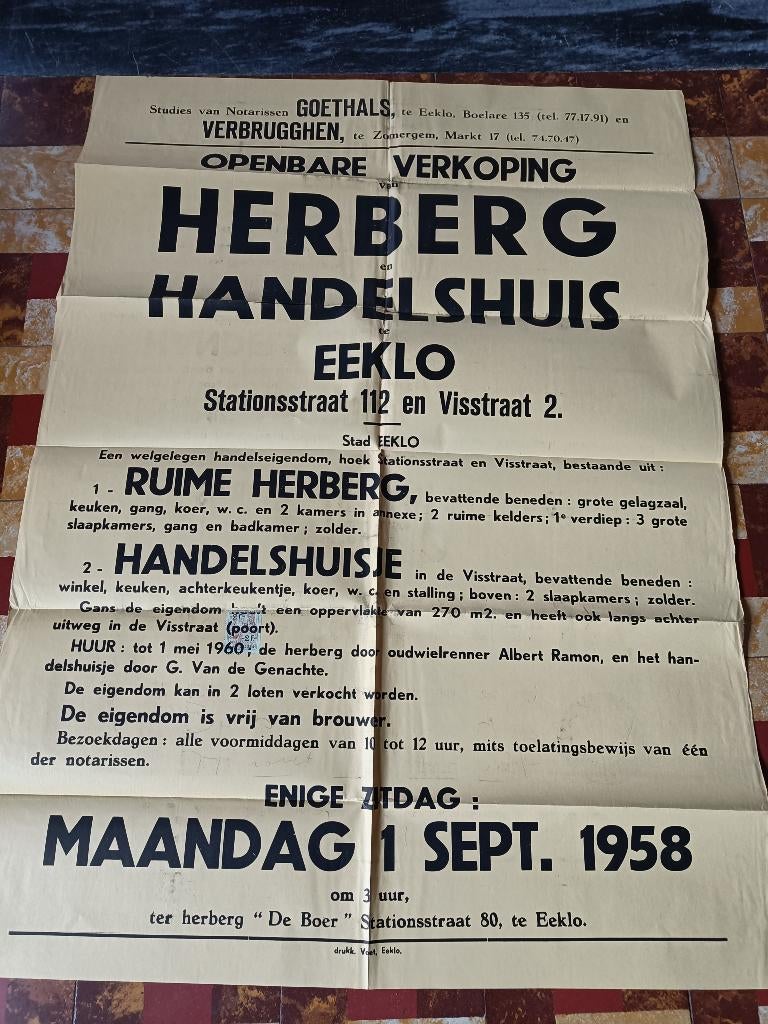 Studies van Notarissen GOETHALS, te Eeklo, Boelare 135 (tel. 77.17.91) en
VERBRUGGHEN, te Zomergem, Markt 17 (tel. 74.70.47)
OPENBARE VERKOPING
van
HERBERG
en
HANDELSHUIS
te
EEKLO
Stationsstraat 112 en Visstraat 2.
Stad EEKLO
Een welgelegen handelseigendom, hoek Stationsstraat en Visstraat, bestaande uit :
1 - RUIME HERBERG, bevattende beneden : grote gelagzaal,
keuken, gang, koer, w. c. en 2 kamers in annexe; 2 ruime kelders; 1e verdiep : 3 grote
slaapkamers, gang en badkamer ; zolder.
2 - HANDELSHUISJE in de Visstraat, bevattende beneden :
winkel, keuken, achterkeukentje, koer, w. c. en stalling ; boven : 2 slaapkamers ; zolder.
Gans de eigendom een oppervlakte van 270 m2. en heeft ook langs achter
uitweg in de Visstraat (poort).
HUUR : tot 1 mei 1960 ; de herberg door oudwielrenner Albert Ramon, en het han-
delshuisje door G. Van de Genachte.
De eigendom kan in 2 loten verkocht worden.
De eigendom is vrij van brouwer.
Bezoekdagen : alle voormiddagen van 10 tot 12 uur, mits toelatingsbewijs van één
der notarissen.
ENIGE ZITDAG :
MAANDAG 1 SEPT. 1958
om 3 uur,
ter herberg “ De Boer ” Stationsstraat 80, te Eeklo.
drukk. Voet, Eeklo.